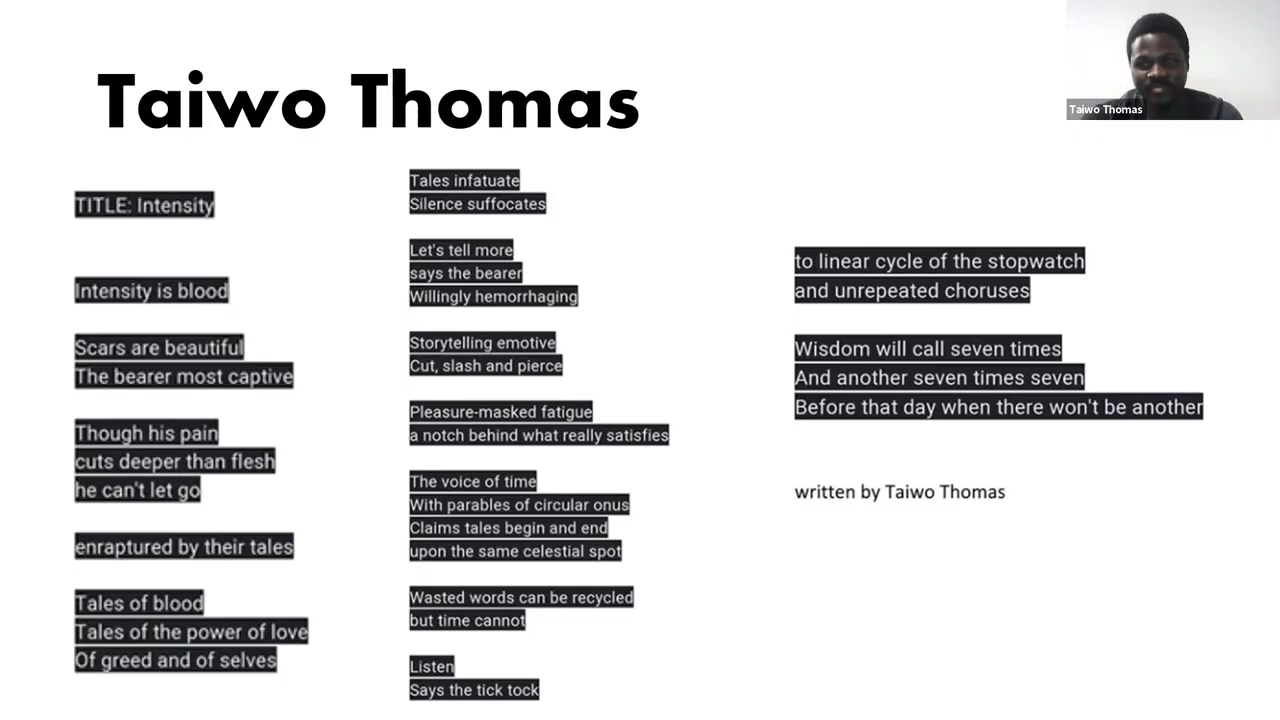 Taiwo Thomas
Taiwo Thomas
TITLE: Intensity
Intensity is blood
Scars are beautiful
The bearer most captive
Though his pain
cuts deeper than flesh
he can't let go
enraptured by their tales
Tales of blood
Tales of the power of love
Of greed and of selves
Tales infatuate
Silence suffocates
Let's tell more
says the bearer
Willingly hemorrhaging
Storytelling emotive
Cut, slash and pierce
Pleasure-masked fatigue
a notch behind what really satisfies
The voice of time
With parables of circular onus
Claims tales begin and end
upon the same celestial spot
Wasted words can be recycled
but time cannot
Listen
Says the tick tock
to linear cycle of the stopwatch
and unrepeated choruses
Wisdom will call seven times
And another seven times seven
Before that day when there won't be another
written by Taiwo Thomas